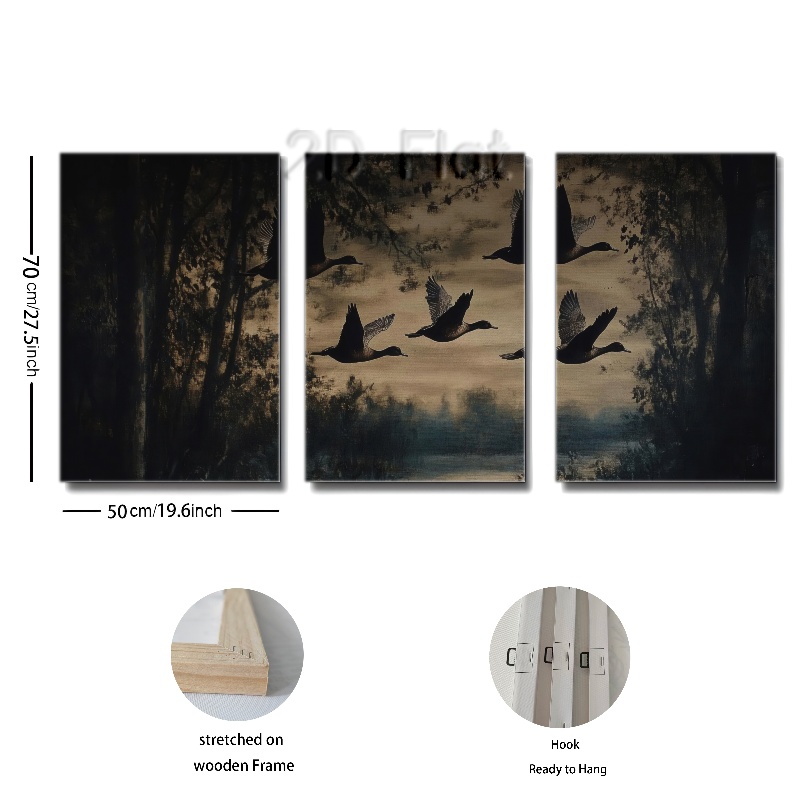 2D Flat
70 cm/27.5inch
50cm/19.6inch
stretched on
wooden Frame
Hook
Ready to Hang